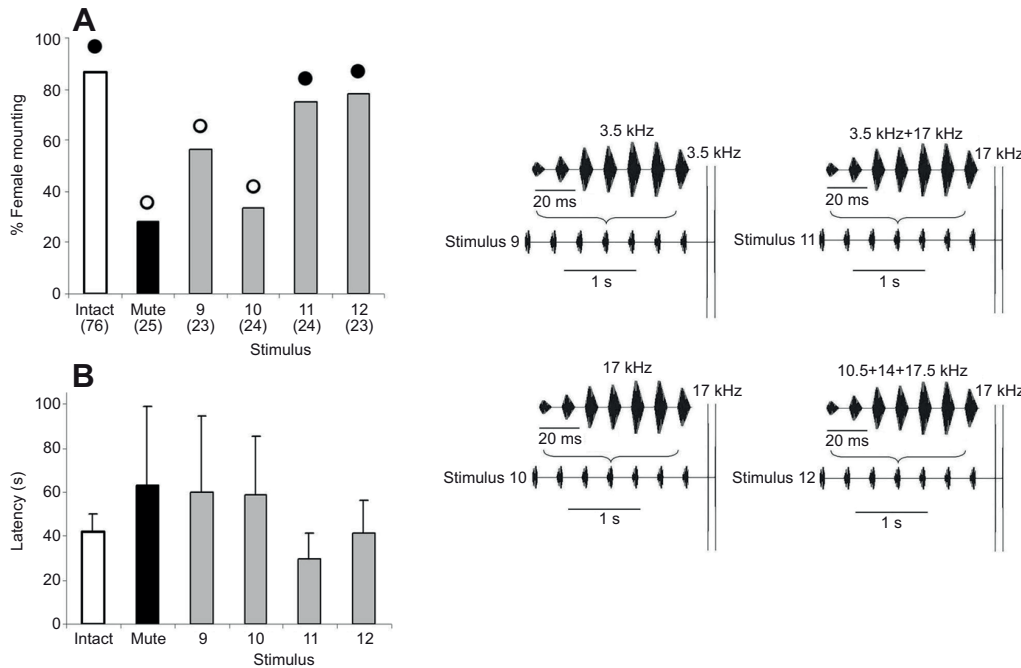 A
100
80
60
40
20
0
% Female mounting
Intact Mute 9 10 11 12
(76) (25) (23) (24) (24) (23)
Stimulus
B
100
80
60
40
20
0
Latency (s)
Intact Mute 9 10 11 12
Stimulus
3.5 kHz
3.5 kHz
20 ms
Stimulus 9
1 s
3.5 kHz+17 kHz
17 kHz
20 ms
Stimulus 11
1 s
17 kHz
17 kHz
20 ms
Stimulus 10
1 s
10.5+14+17.5 kHz
17 kHz
20 ms
Stimulus 12
1 s